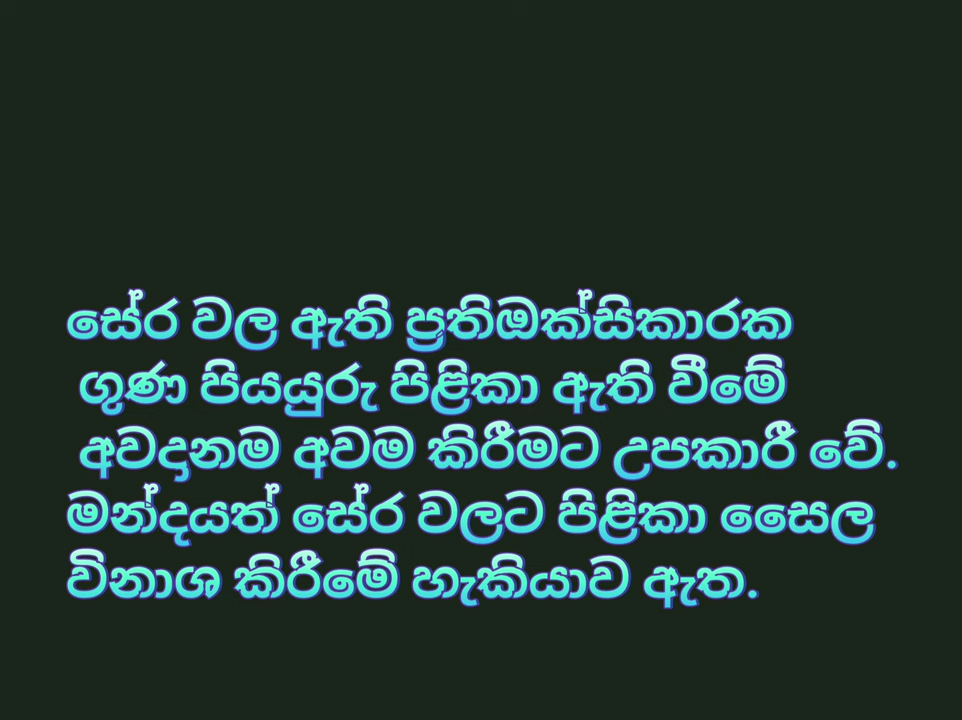 සේර වල ඇති ප්‍රතිඔක්සිකාරක
ගුණ පියයුරු පිළිකා ඇති වීමේ
අවදානම අවම කිරීමට උපකාරී වේ.
මන්දයත් සේර වලට පිළිකා සෛල
විනාශ කිරීමේ හැකියාව ඇත.